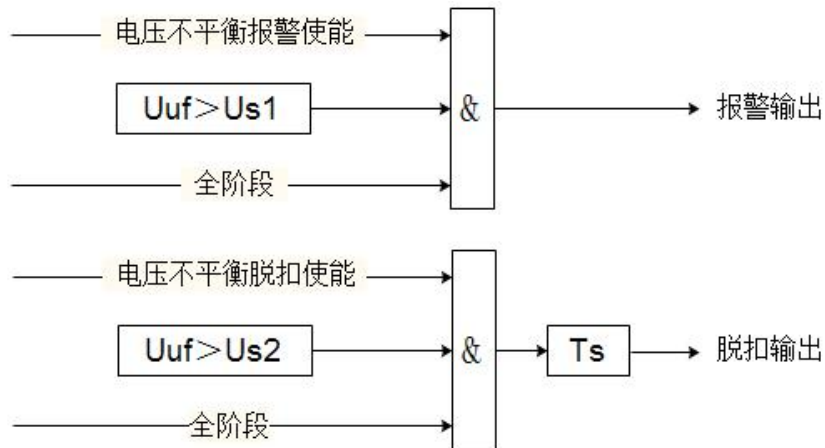 电压不平衡报警使能
Uuf>Us1
&
报警输出
全阶段
电压不平衡脱扣使能
Uuf>Us2
&
Ts
脱扣输出
全阶段